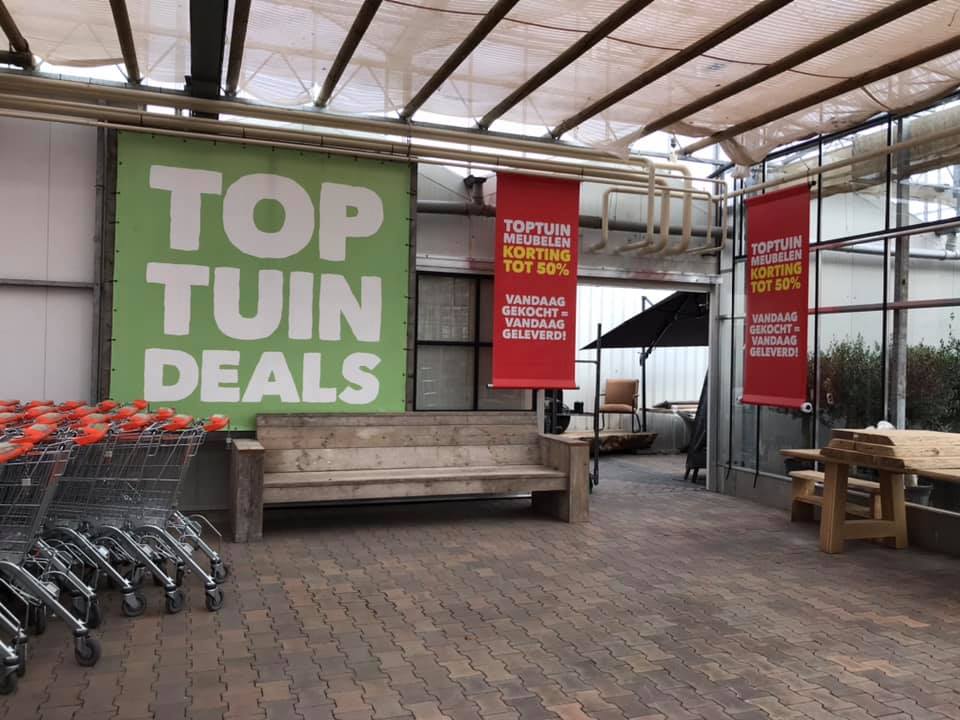 TOP
TUIN
DEALS
TOPTUIN
MEUBELEN
KORTING
TOT 50%
VANDAAG
GEKOCHT =
VANDAAG
GELEVERD!
TOPTUIN
MEUBELEN
KORTING
TOT 50%
VANDAAG
GEKOCHT =
VANDAAG
GELEVERD!